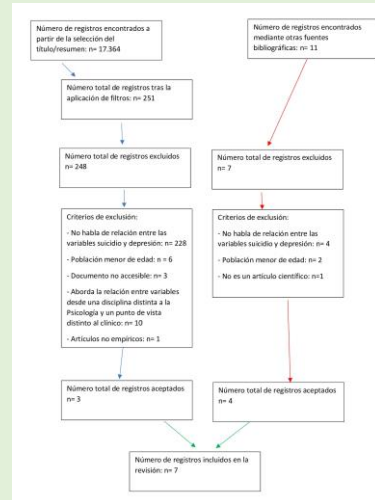 Número de registros encontrados a
partir de la selección del
título/resumen: n= 17.364
Número de registros encontrados
mediante otras fuentes
bibliográficas: n= 11
Número total de registros tras la
aplicación de filtros: n= 251
Número total de registros excluidos
n= 248
Número total de registros excluidos
n= 7
Criterios de exclusión:
- No habla de relación entre las
variables suicidio y depresión: n= 228
- Población menor de edad: n = 6
- Documento no accesible: n= 3
- Aborda la relación entre variables
desde una disciplina distinta a la
Psicología y un punto de vista
distinto al clínico: n= 10
- Artículos no empíricos: n= 1
Criterios de exclusión:
- No habla de relación entre las
variables suicidio y depresión: n= 4
- Población menor de edad: n= 2
- No es un artículo científico: n=1
Número total de registros aceptados
n= 3
Número total de registros aceptados
n= 4
Número de registros incluidos en la
revisión: n= 7